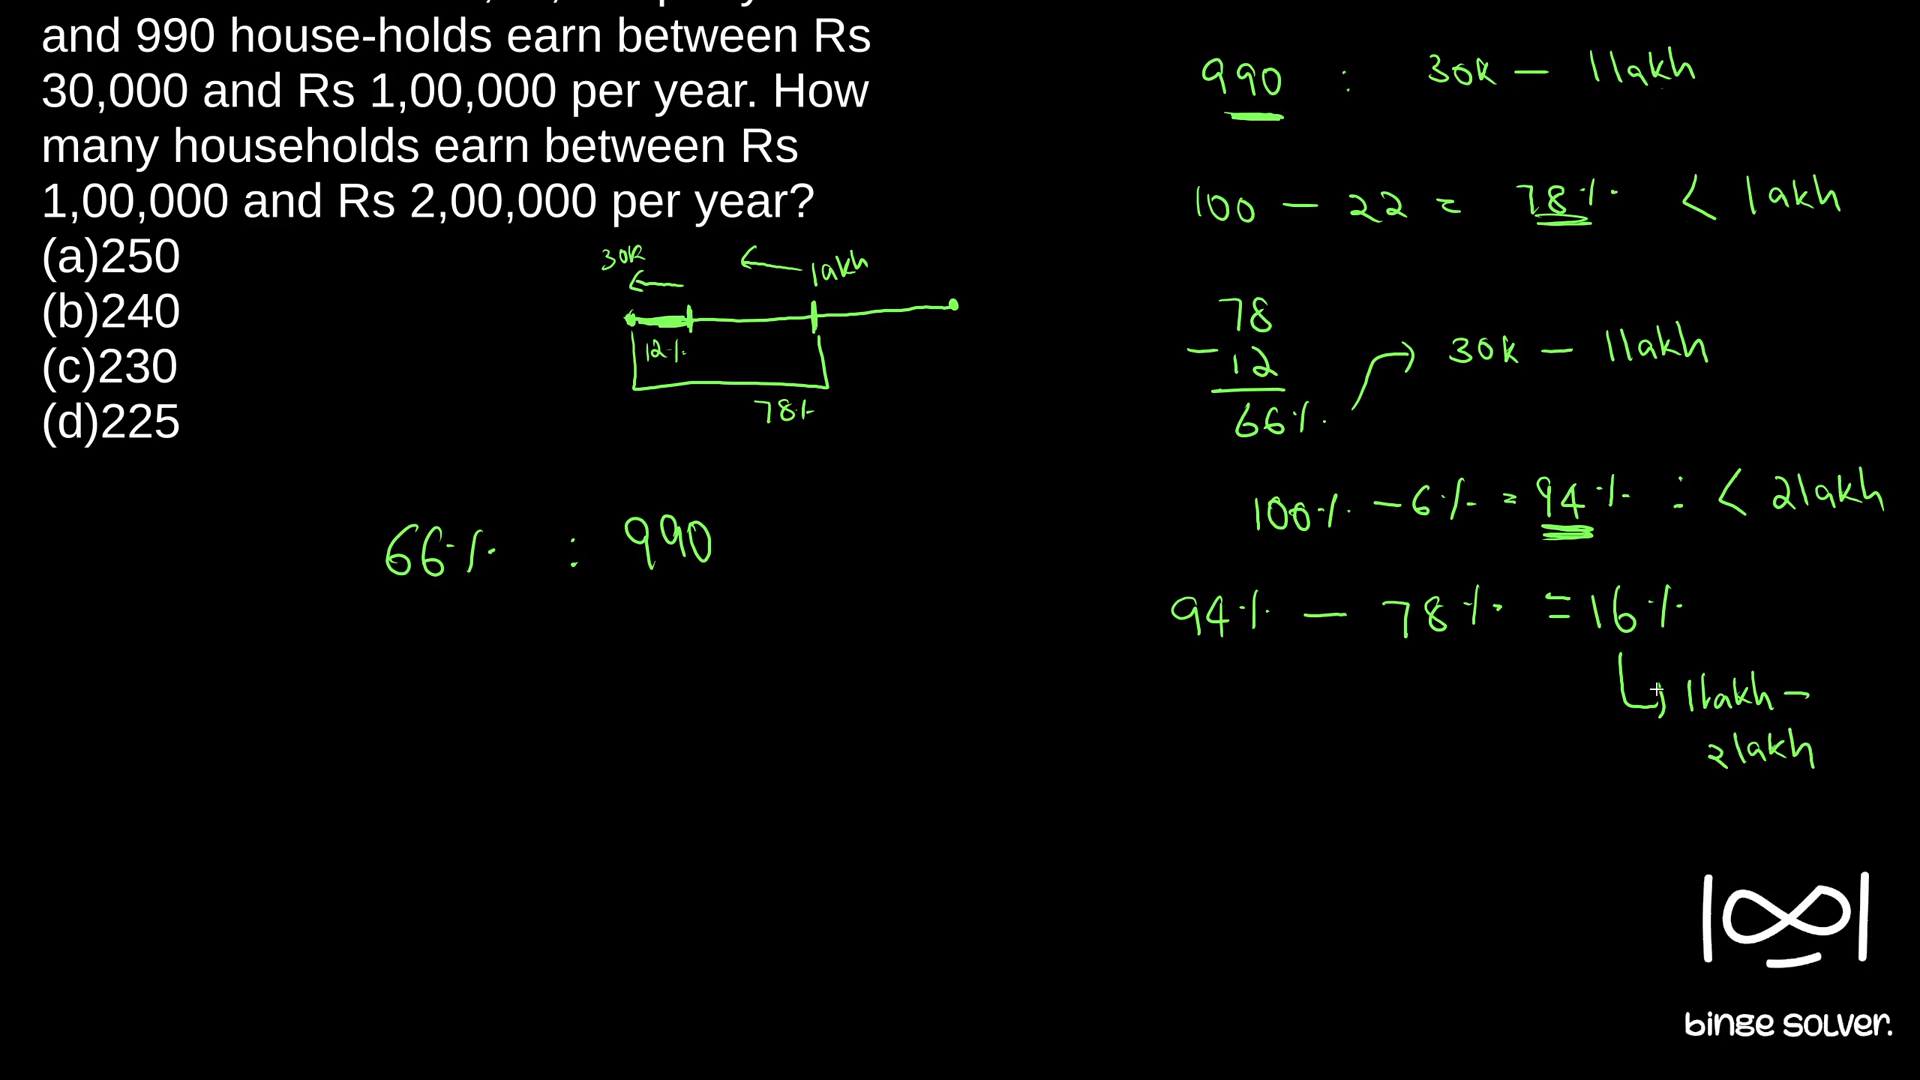 and 990 house-holds earn between Rs
30,000 and Rs 1,00,000 per year. How
many households earn between Rs
1,00,000 and Rs 2,00,000 per year?
(a)250
(b)240
(c)230
(d)225
30k
1akh
12%
78%
66% : 990
990 : 30k - 1lakh
100 - 22 = 78% < 1akh
78
- 12
66%
30k - 1lakh
100% - 6% = 94% : < 2lakh
94% - 78% = 16%
1lakh -
2lakh
binge solver.